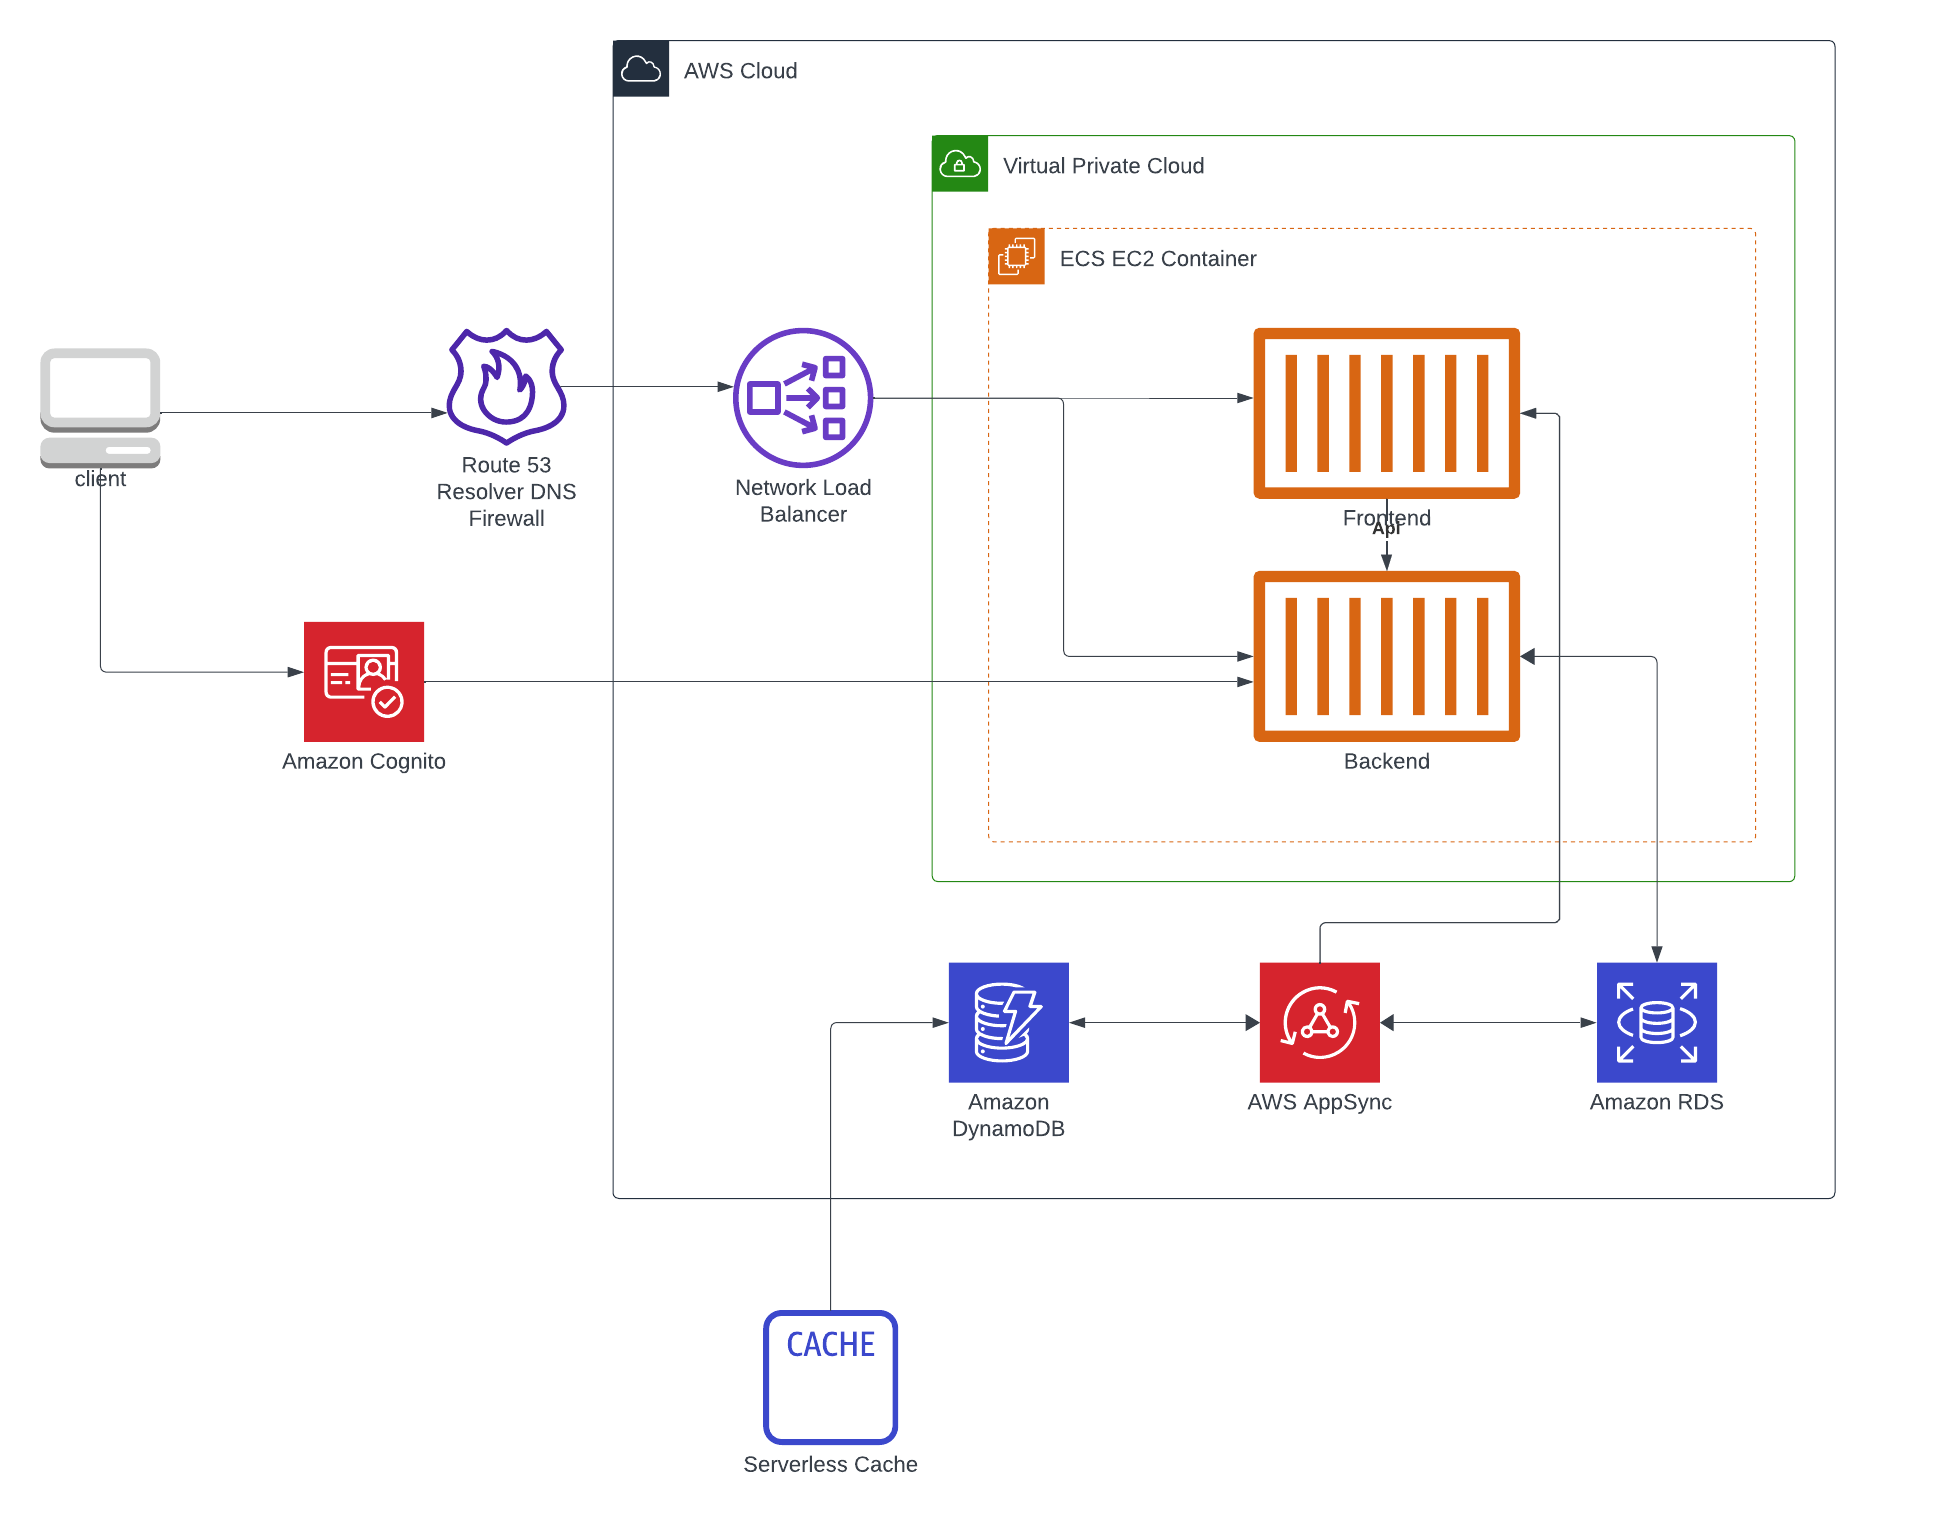 AWS Cloud
Virtual Private Cloud
ECS EC2 Container
client
Route 53
Resolver DNS
Firewall
Network Load
Balancer
Frontend
Api
Amazon Cognito
Backend
Amazon
DynamoDB
AWS AppSync
Amazon RDS
CACHE
Serverless Cache